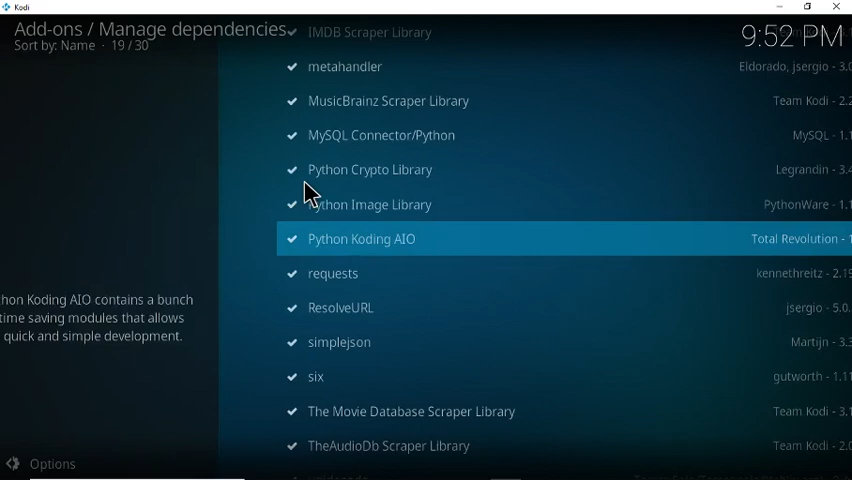 Kodi
Add-ons / Manage dependencies
Sort by: Name · 19 / 30
9:52 PM
IMDB Scraper Library
metahandler
Eldorado, jsergio - 3.0
MusicBrainz Scraper Library
Team Kodi - 2.2
MySQL Connector/Python
MySQL - 1.1
Python Crypto Library
Legrandin - 3.4
Python Image Library
PythonWare - 1.1
Python Koding AIO
Total Revolution - 1
requests
kennethreitz - 2.19
ResolveURL
jsergio - 5.0.
simplejson
Martijn - 3.3
six
gutworth - 1.11
The Movie Database Scraper Library
Team Kodi - 3.1
TheAudioDb Scraper Library
Team Kodi - 2.0
thon Koding AIO contains a bunch
time saving modules that allows
quick and simple development.
Options